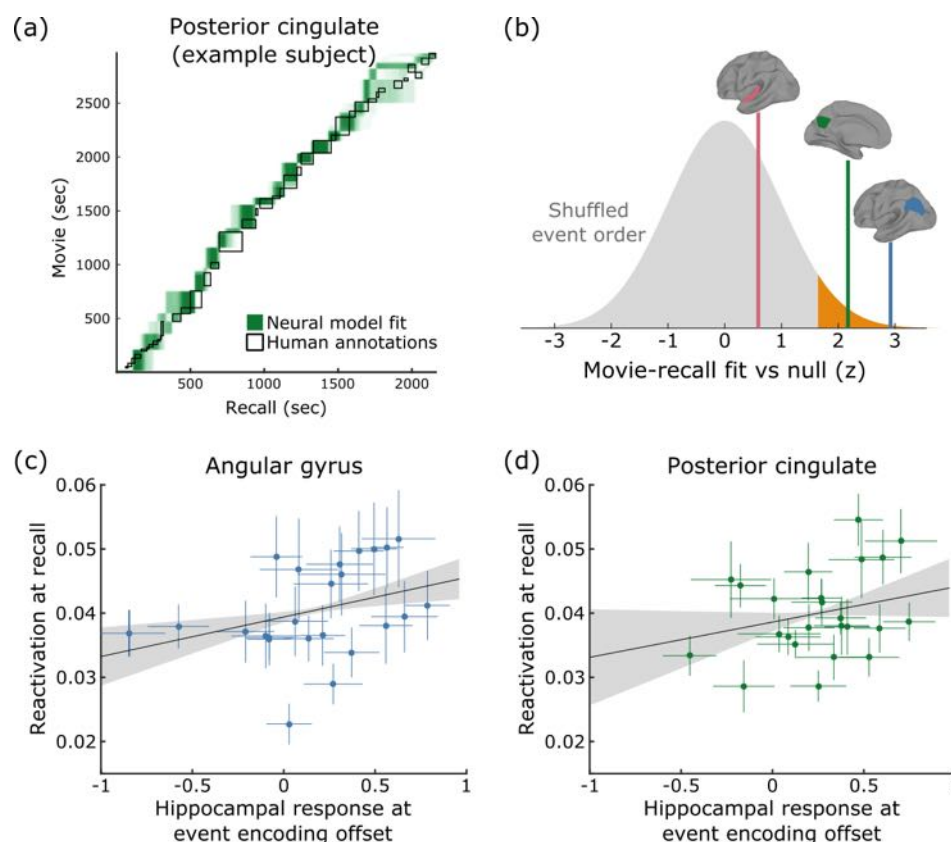 (a)
Posterior cingulate
(example subject)
Movie (sec)
2500
2000
1500
1000
500
Neural model fit
Human annotations
500
1000
1500
2000
Recall (sec)
(b)
Shuffled
event order
-3
-2
-1
0
1
2
3
Movie-recall fit vs null (z)
(c)
Angular gyrus
Reactivation at recall
0.06
0.05
0.04
0.03
0.02
-1
-0.5
0
0.5
1
Hippocampal response at
event encoding offset
(d)
Posterior cingulate
Reactivation at recall
0.06
0.05
0.04
0.03
0.02
-1
-0.5
0
0.5
Hippocampal response at
event encoding offset